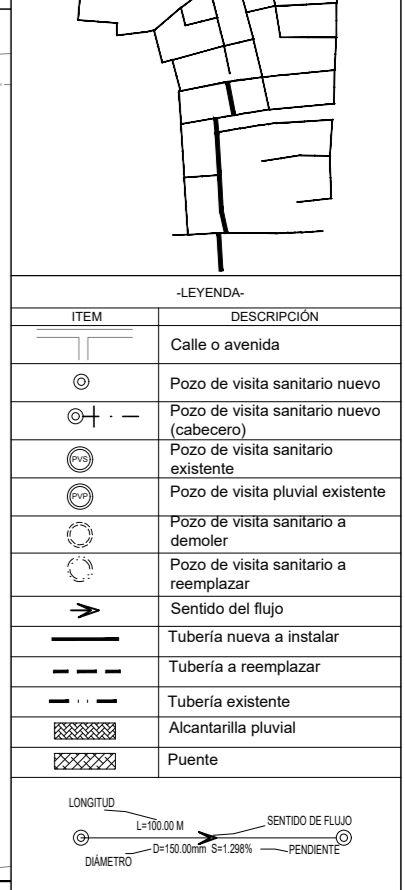 -LEYENDA-
ITEM DESCRIPCIÓN
Calle o avenida
Pozo de visita sanitario nuevo
Pozo de visita sanitario nuevo
(cabecero)
PVS
Pozo de visita sanitario
existente
PVP
Pozo de visita pluvial existente
Pozo de visita sanitario a
demoler
Pozo de visita sanitario a
reemplazar
Sentido del flujo
Tubería nueva a instalar
Tubería a reemplazar
Tubería existente
Alcantarilla pluvial
Puente
LONGITUD
L=100.00 M
SENTIDO DE FLUJO
D=150.00mm S=1.298%
PENDIENTE
DIÁMETRO